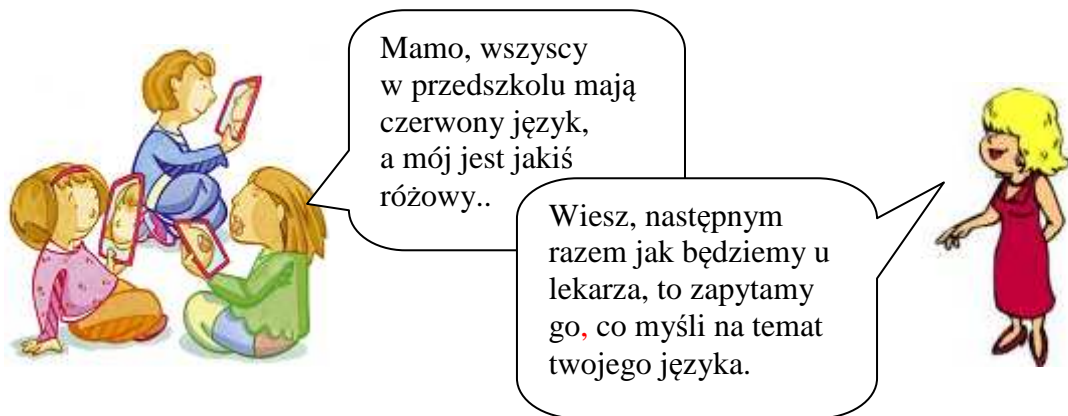 Mamo, wszyscy
w przedszkolu mają
czerwony język,
a mój jest jakiś
różowy..
Wiesz, następnym
razem jak będziemy u
lekarza, to zapytamy
go, co myśli na temat
twojego języka.